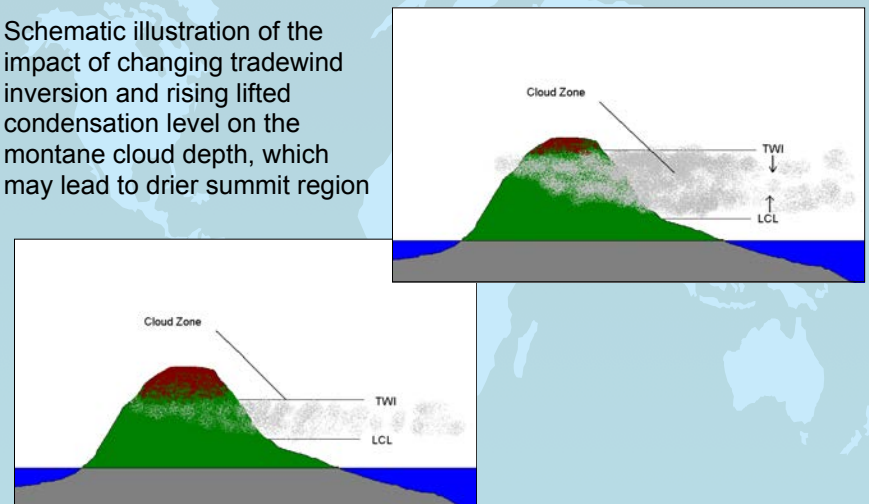 Schematic illustration of the
impact of changing tradewind
inversion and rising lifted
condensation level on the
montane cloud depth, which
may lead to drier summit region
Cloud Zone
TWI
LCL
Cloud Zone
TWI
LCL